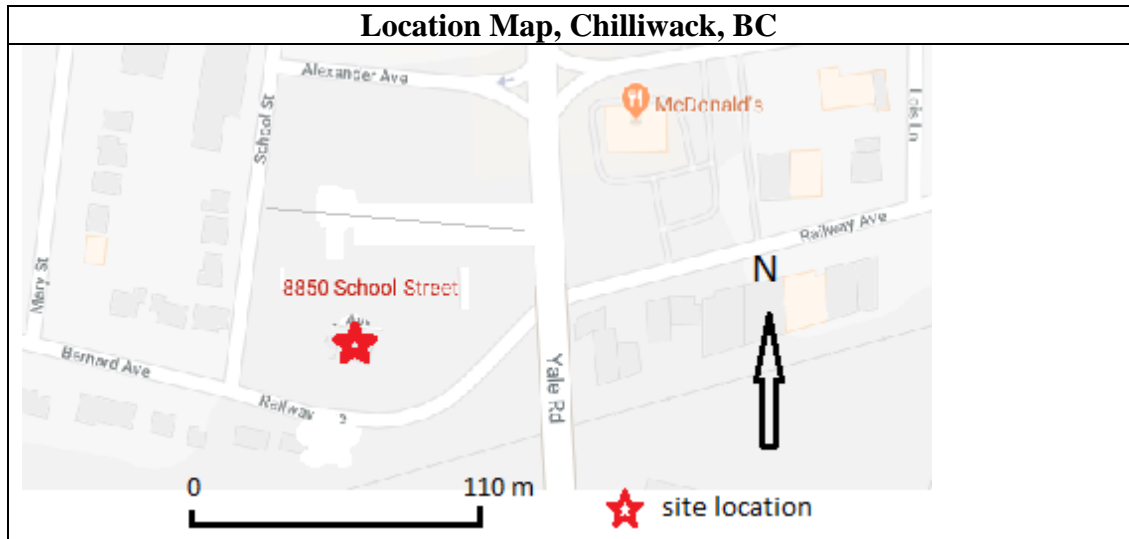 Location Map, Chilliwack, BC
Alexander Ave
School St
McDonald's
Lois Ln
Railway Ave
N
Mary St
8850 School Street
Bernard Ave
Railway
Yale Rd
0 110 m
site location